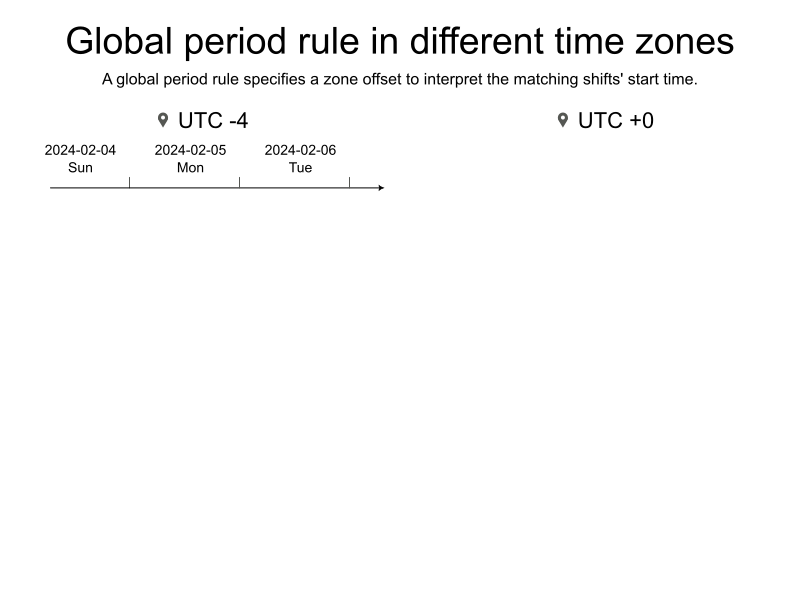 Global period rule in different time zones
A global period rule specifies a zone offset to interpret the matching shifts' start time.
UTC -4
UTC +0
2024-02-04 2024-02-05 2024-02-06
Sun Mon Tue